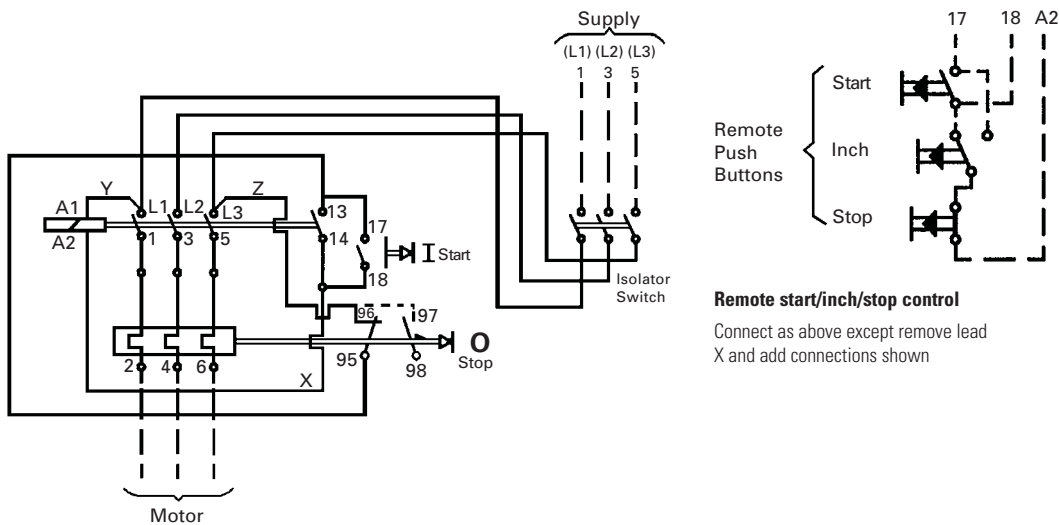 Supply
(L1) (L2) (L3)
1 3 5
Y L1 L2 L3 Z
A1
A2
1 3 5
13
14
17
18
I Start
Isolator
Switch
96 97
95 98
O
Stop
2 4 6
X
Motor
17 18 A2
Start
Remote
Push
Buttons
Inch
Stop
Remote start/inch/stop control
Connect as above except remove lead
X and add connections shown